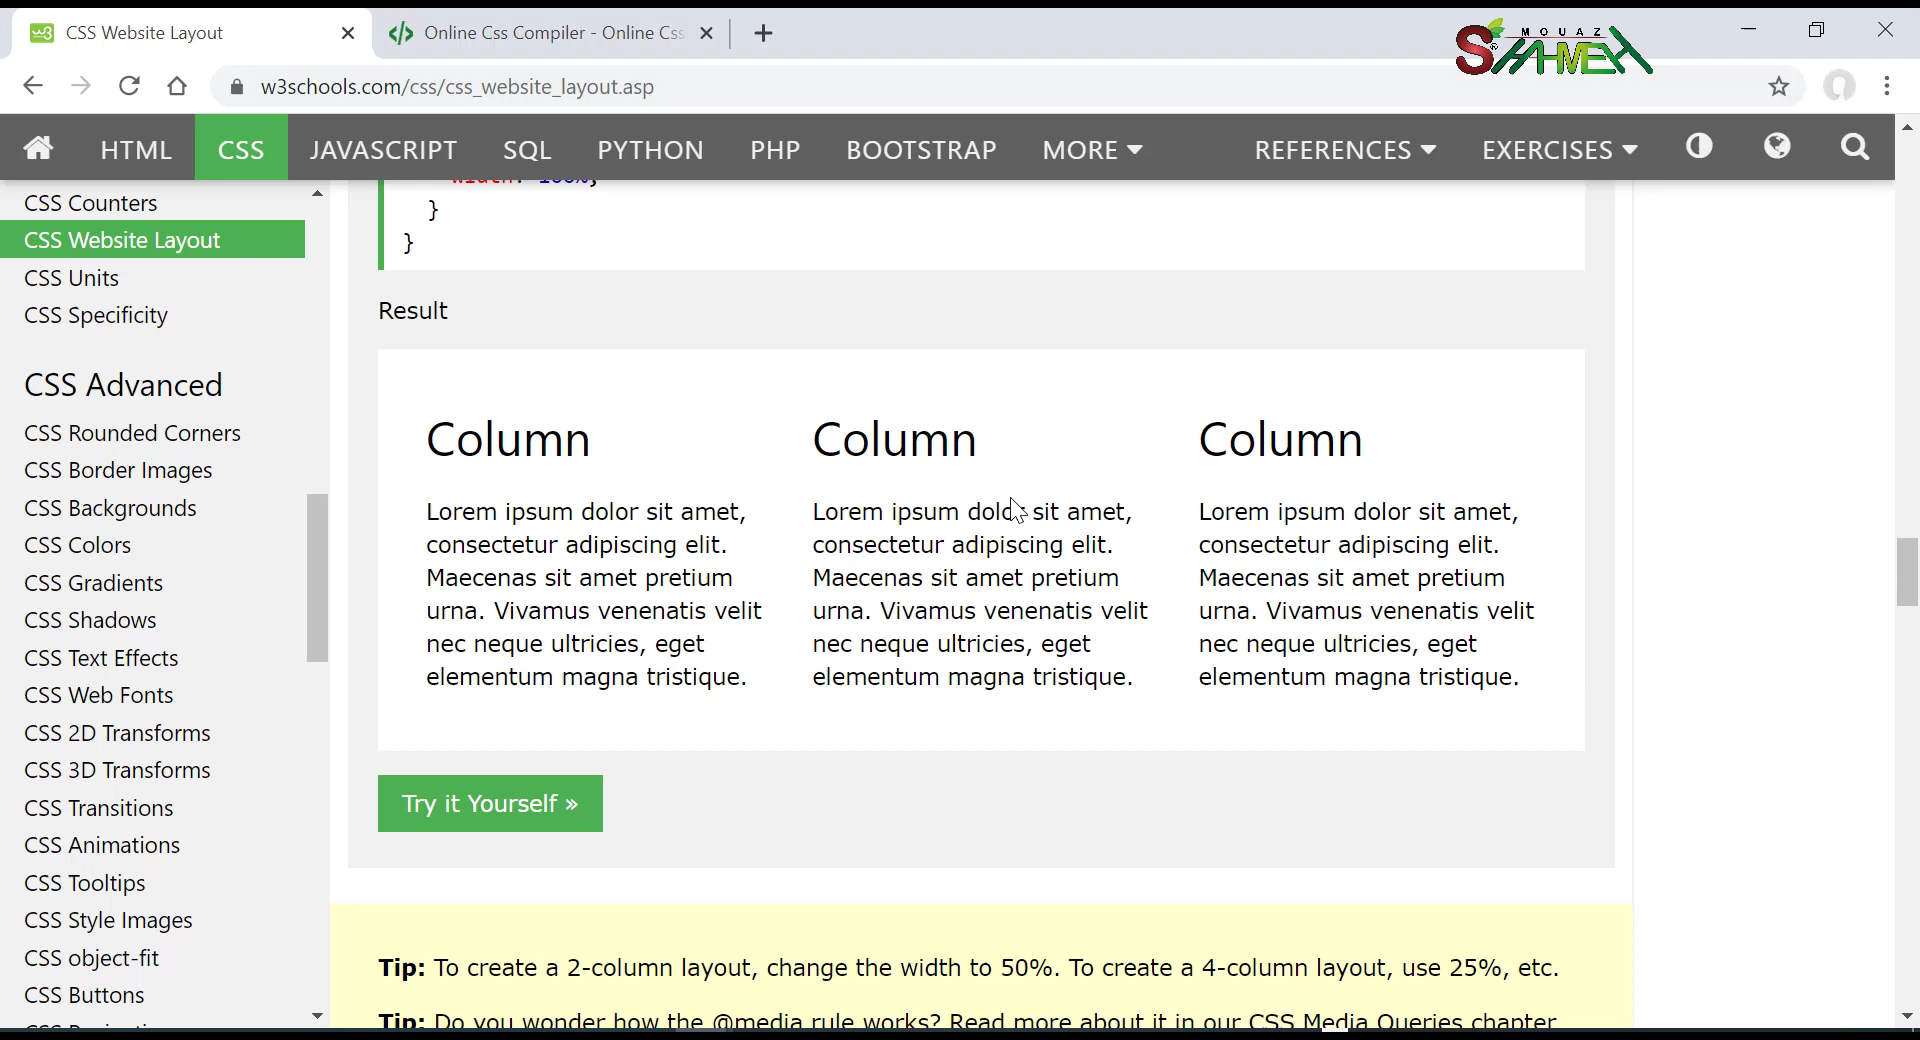 CSS Website Layout
Online Css Compiler - Online Css
MOUAZ
w3schools.com/css/css_website_layout.asp
HTML CSS JAVASCRIPT SQL PYTHON PHP BOOTSTRAP MORE REFERENCES EXERCISES
CSS Counters
CSS Website Layout
CSS Units
CSS Specificity
CSS Advanced
CSS Rounded Corners
CSS Border Images
CSS Backgrounds
CSS Colors
CSS Gradients
CSS Shadows
CSS Text Effects
CSS Web Fonts
CSS 2D Transforms
CSS 3D Transforms
CSS Transitions
CSS Animations
CSS Tooltips
CSS Style Images
CSS object-fit
CSS Buttons
width: 100%;
}
}
Result
Column
Lorem ipsum dolor sit amet,
consectetur adipiscing elit.
Maecenas sit amet pretium
urna. Vivamus venenatis velit
nec neque ultricies, eget
elementum magna tristique.
Column
Lorem ipsum dolor sit amet,
consectetur adipiscing elit.
Maecenas sit amet pretium
urna. Vivamus venenatis velit
nec neque ultricies, eget
elementum magna tristique.
Column
Lorem ipsum dolor sit amet,
consectetur adipiscing elit.
Maecenas sit amet pretium
urna. Vivamus venenatis velit
nec neque ultricies, eget
elementum magna tristique.
Try it Yourself »
Tip: To create a 2-column layout, change the width to 50%. To create a 4-column layout, use 25%, etc.
Tip: Do you wonder how the @media rule works? Read more about it in our CSS Media Queries chapter